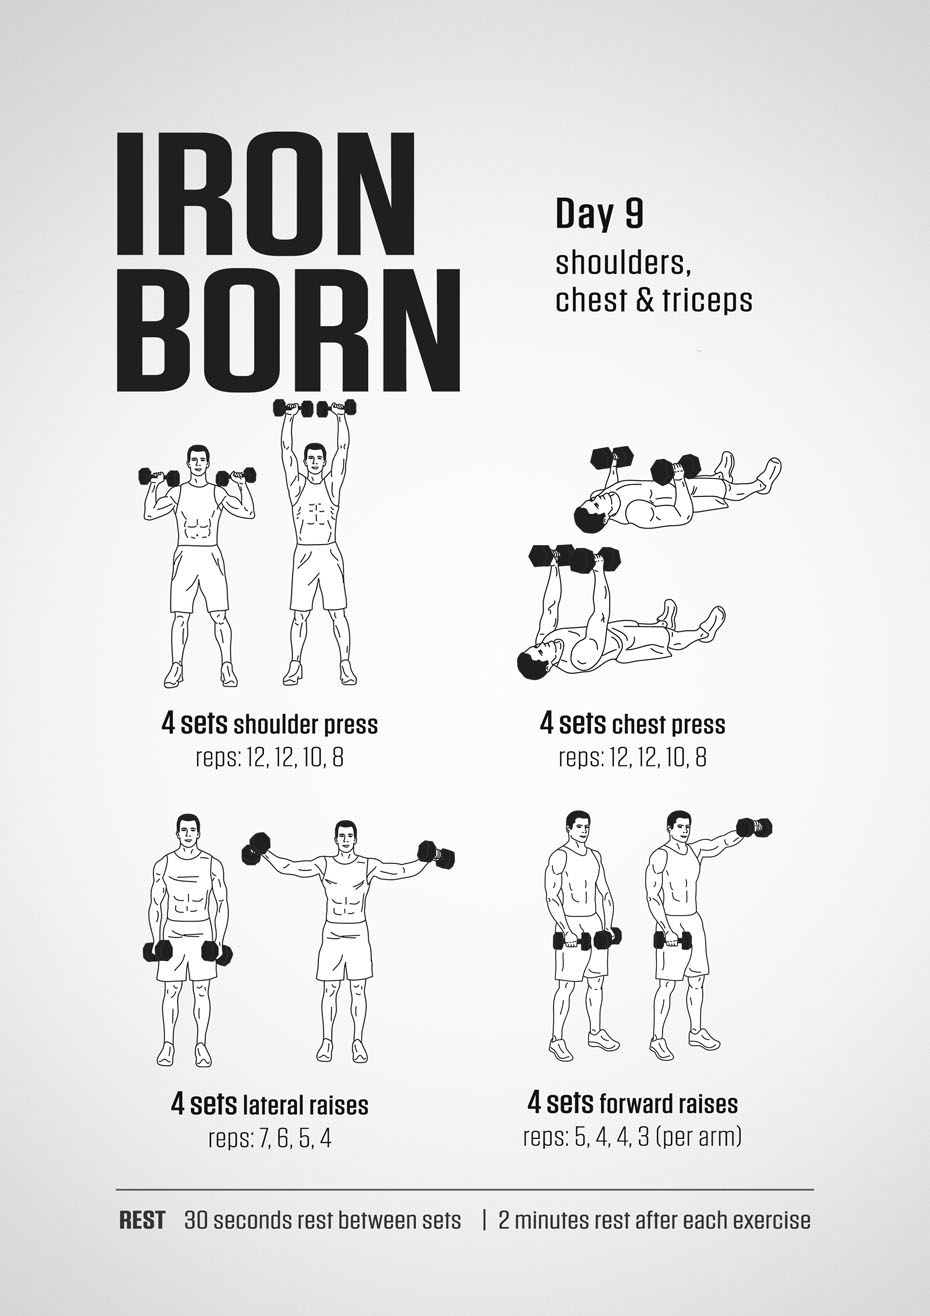 IRON
BORN
Day 9
shoulders,
chest & triceps
4 sets shoulder press
reps: 12, 12, 10, 8
4 sets chest press
reps: 12, 12, 10, 8
4 sets lateral raises
reps: 7, 6, 5, 4
4 sets forward raises
reps: 5, 4, 4, 3 (per arm)
REST 30 seconds rest between sets | 2 minutes rest after each exercise